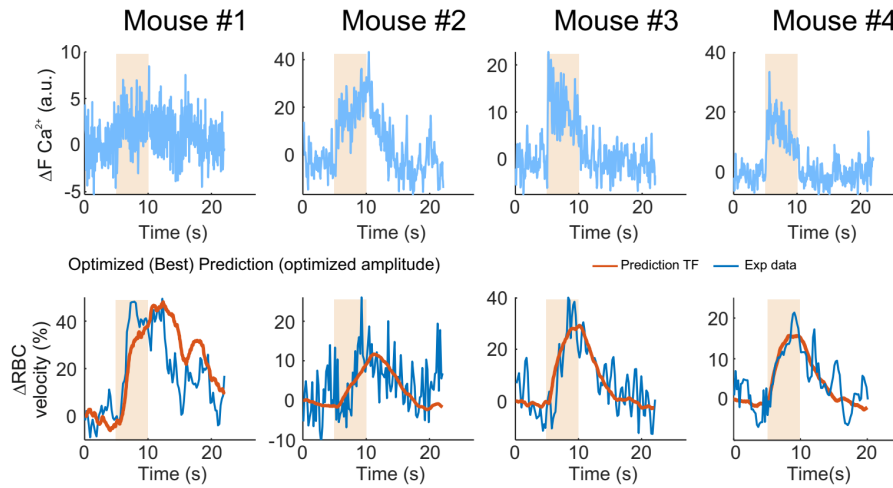 Mouse #1 Mouse #2 Mouse #3 Mouse #4
ΔF Ca²⁺ (a.u.)
10
5
0
-5
0 10 20
Time (s)
40
20
0
0 10 20
Time (s)
20
10
0
0 10 20
Time (s)
40
20
0
0 10 20
Time (s)
Optimized (Best) Prediction (optimized amplitude)
Prediction TF Exp data
ΔRBC
velocity (%)
40
20
0
0 10 20
Time (s)
20
10
0
-10
0 10 20
Time (s)
40
20
0
0 10 20
Time (s)
20
10
0
0 10 20
Time(s)